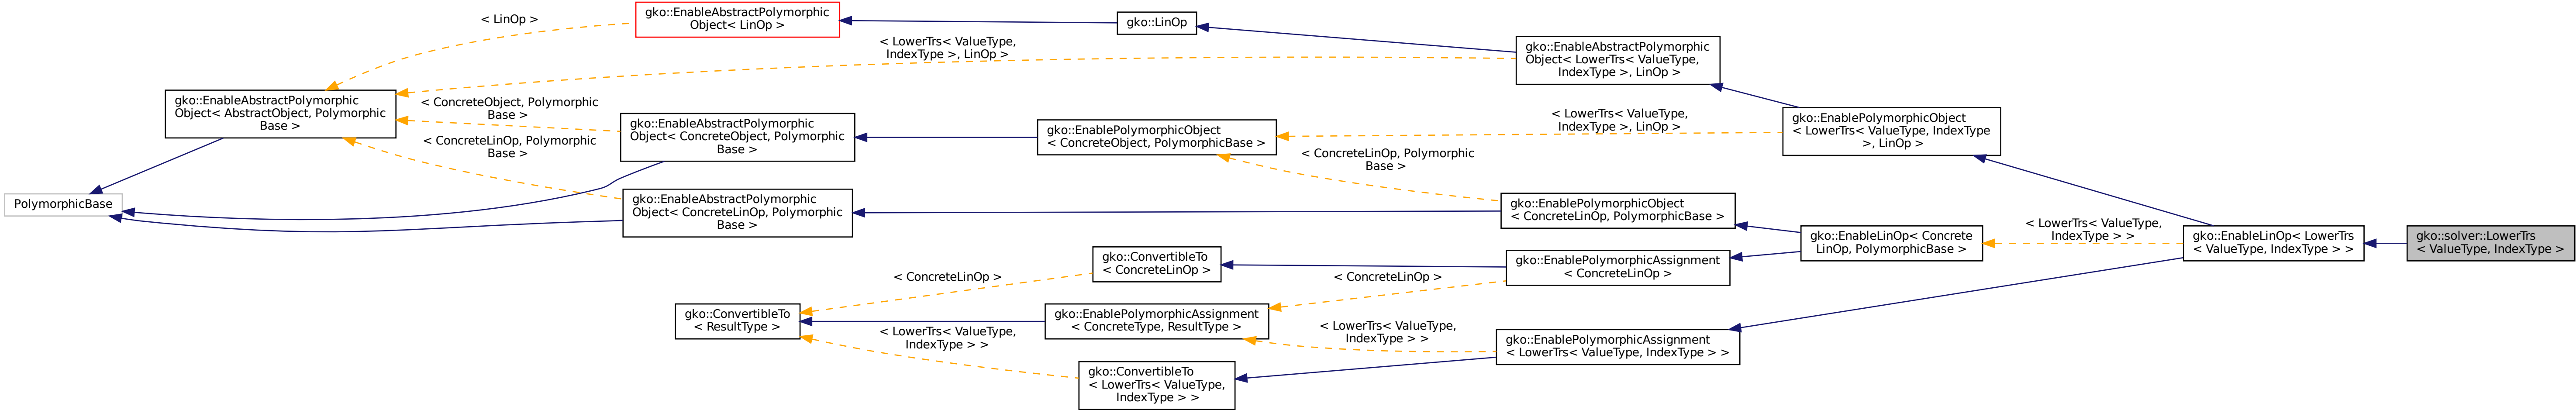 < LinOp >
gko::EnableAbstractPolymorphic
Object< LinOp >
gko::LinOp
< LowerTrs< ValueType,
IndexType >, LinOp >
gko::EnableAbstractPolymorphic
Object< LowerTrs< ValueType,
IndexType >, LinOp >
gko::EnableAbstractPolymorphic
Object< AbstractObject, Polymorphic
Base >
< ConcreteObject, Polymorphic
Base >
gko::EnableAbstractPolymorphic
Object< ConcreteObject, Polymorphic
Base >
gko::EnablePolymorphicObject
< ConcreteObject, PolymorphicBase >
< LowerTrs< ValueType,
IndexType >, LinOp >
gko::EnablePolymorphicObject
< LowerTrs< ValueType, IndexType
>, LinOp >
< ConcreteLinOp, Polymorphic
Base >
< ConcreteLinOp, Polymorphic
Base >
PolymorphicBase
gko::EnableAbstractPolymorphic
Object< ConcreteLinOp, Polymorphic
Base >
gko::EnablePolymorphicObject
< ConcreteLinOp, PolymorphicBase >
gko::EnableLinOp< Concrete
LinOp, PolymorphicBase >
< LowerTrs< ValueType,
IndexType > >
gko::EnableLinOp< LowerTrs
< ValueType, IndexType > >
gko::solver::LowerTrs
< ValueType, IndexType >
gko::ConvertibleTo
< ConcreteLinOp >
gko::EnablePolymorphicAssignment
< ConcreteLinOp >
< ConcreteLinOp >
< ConcreteLinOp >
gko::ConvertibleTo
< ResultType >
gko::EnablePolymorphicAssignment
< ConcreteType, ResultType >
< LowerTrs< ValueType,
IndexType > >
< LowerTrs< ValueType,
IndexType > >
gko::EnablePolymorphicAssignment
< LowerTrs< ValueType, IndexType > >
gko::ConvertibleTo
< LowerTrs< ValueType,
IndexType > >